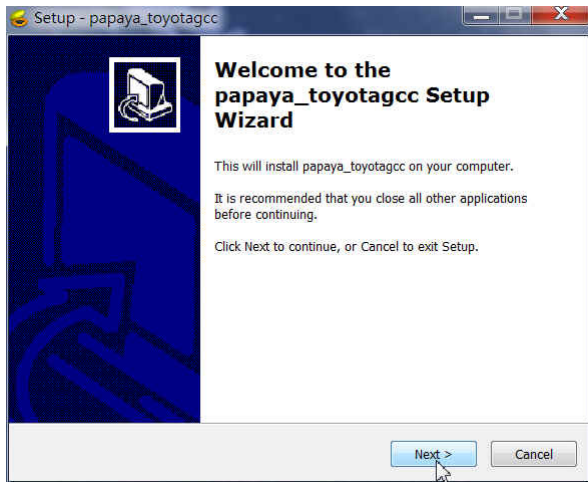 Setup - papaya_toyotagcc
Welcome to the
papaya_toyotagcc Setup
Wizard
This will install papaya_toyotagcc on your computer.
It is recommended that you close all other applications
before continuing.
Click Next to continue, or Cancel to exit Setup.
Next >
Cancel